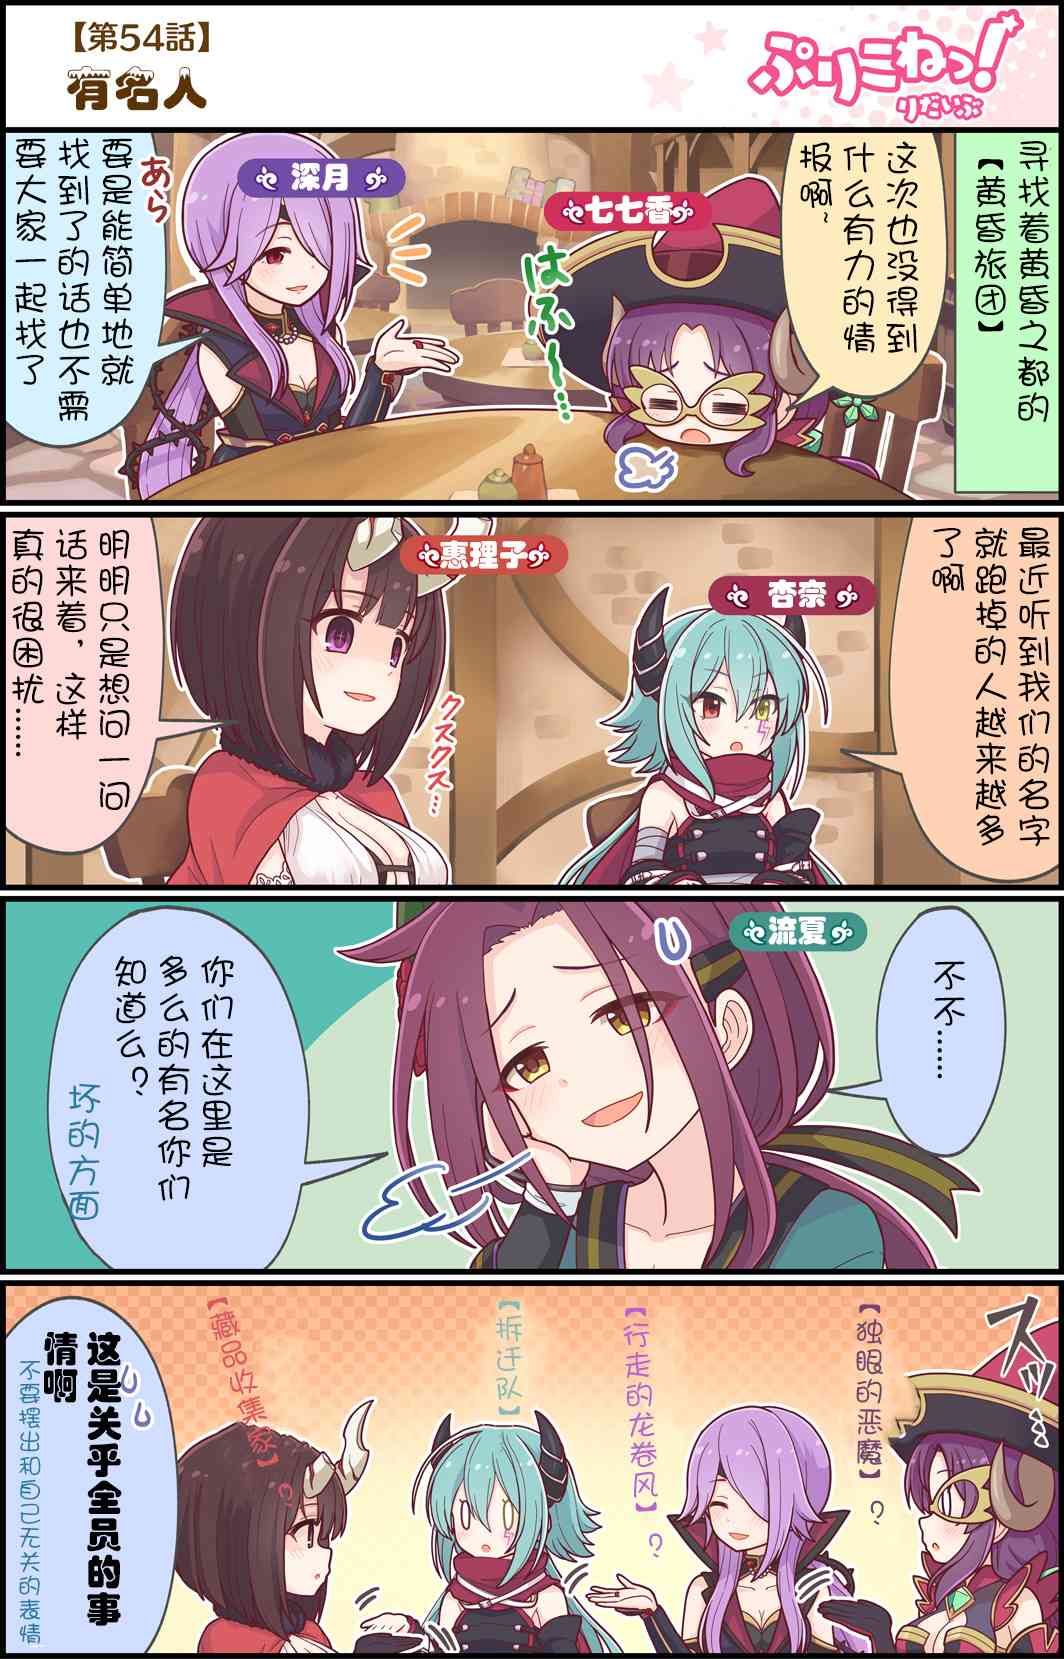 【第54話】
有名人
ぷりこねっ!
りだいぶ
寻找着黄昏之都的
【黄昏旅团】
这次也没得到
什么有力的情
报啊~
七七香
はふ〜…
深月
あら
要是能简单地就
找到了的话也不需
要大家一起找了
最近听到我们的名字
就跑掉的人越来越多
了啊
杏奈
惠理子
クスクス…
明明只是想问一问
话来着，这样
真的很困扰……
不不……
流夏
你们在这里是
多么的有名你们
知道么？
坏的方面
スッ…
【独眼的恶魔】?
【行走的龙卷风】?
【拆迁队】
【藏品收集家】?
这是关乎全员的事
情啊
不要摆出和自己无关的表情